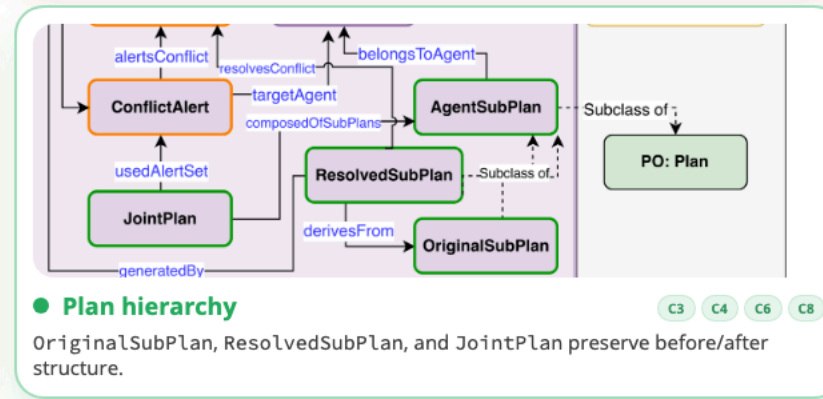 alertsConflict
belongsToAgent
resolvesConflict
targetAgent
ConflictAlert
AgentSubPlan
Subclass of
composedOfSubPlans
PO: Plan
usedAlertSet
ResolvedSubPlan
Subclass of
JointPlan
derivesFrom
OriginalSubPlan
generatedBy
Plan hierarchy
C3 C4 C6 C8
OriginalSubPlan, ResolvedSubPlan, and JointPlan preserve before/after
structure.